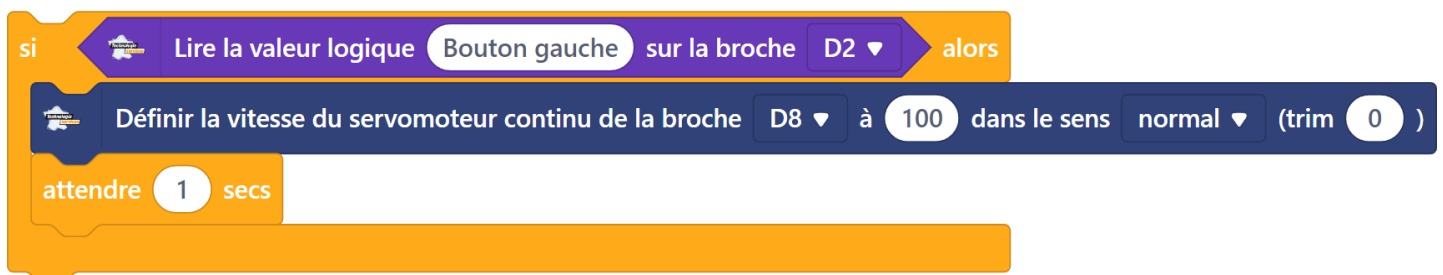 si Lire la valeur logique Bouton gauche sur la broche D2 alors
Définir la vitesse du servomoteur continu de la broche D8 à 100 dans le sens normal (trim 0 )
attendre 1 secs